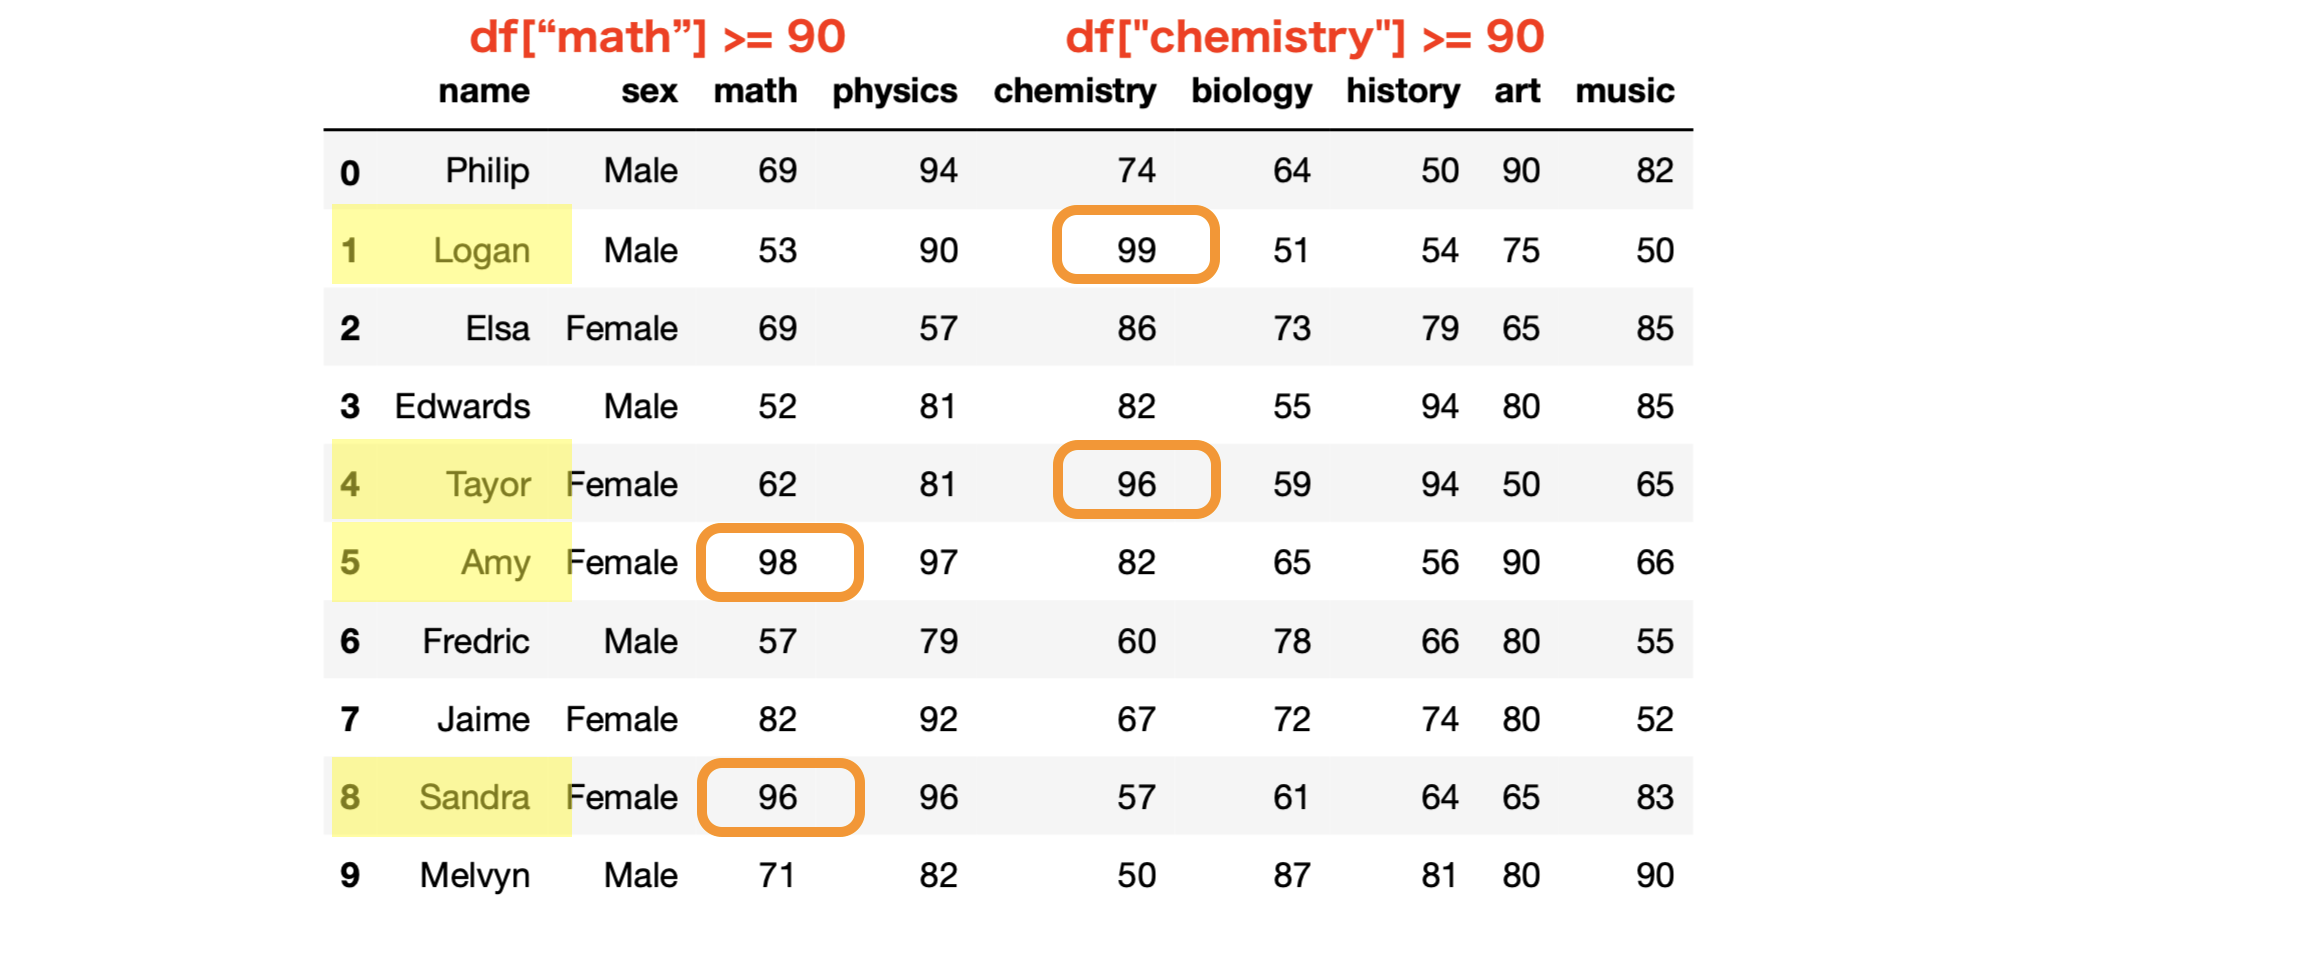 df[“math”] >= 90 df["chemistry"] >= 90
name sex math physics chemistry biology history art music
0 Philip Male 69 94 74 64 50 90 82
1 Logan Male 53 90 99 51 54 75 50
2 Elsa Female 69 57 86 73 79 65 85
3 Edwards Male 52 81 82 55 94 80 85
4 Tayor Female 62 81 96 59 94 50 65
5 Amy Female 98 97 82 65 56 90 66
6 Fredric Male 57 79 60 78 66 80 55
7 Jaime Female 82 92 67 72 74 80 52
8 Sandra Female 96 96 57 61 64 65 83
9 Melvyn Male 71 82 50 87 81 80 90